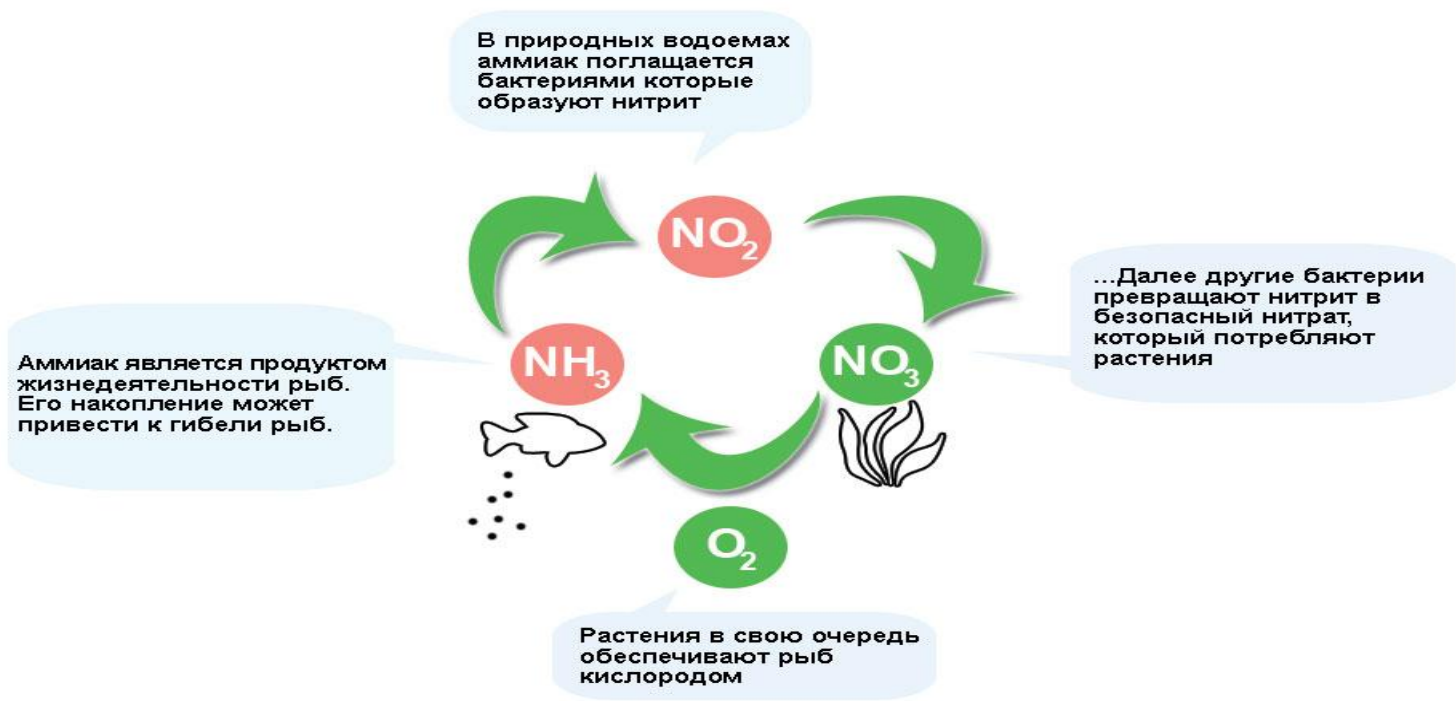 В природных водоемах
аммиак поглащается
бактериями которые
образуют нитрит
NO2
...Далее другие бактерии
превращают нитрит в
безопасный нитрат,
который потребляют
растения
Аммиак является продуктом
жизнедеятельности рыб.
Его накопление может
привести к гибели рыб.
NH3
NO3
O2
Растения в свою очередь
обеспечивают рыб
кислородом